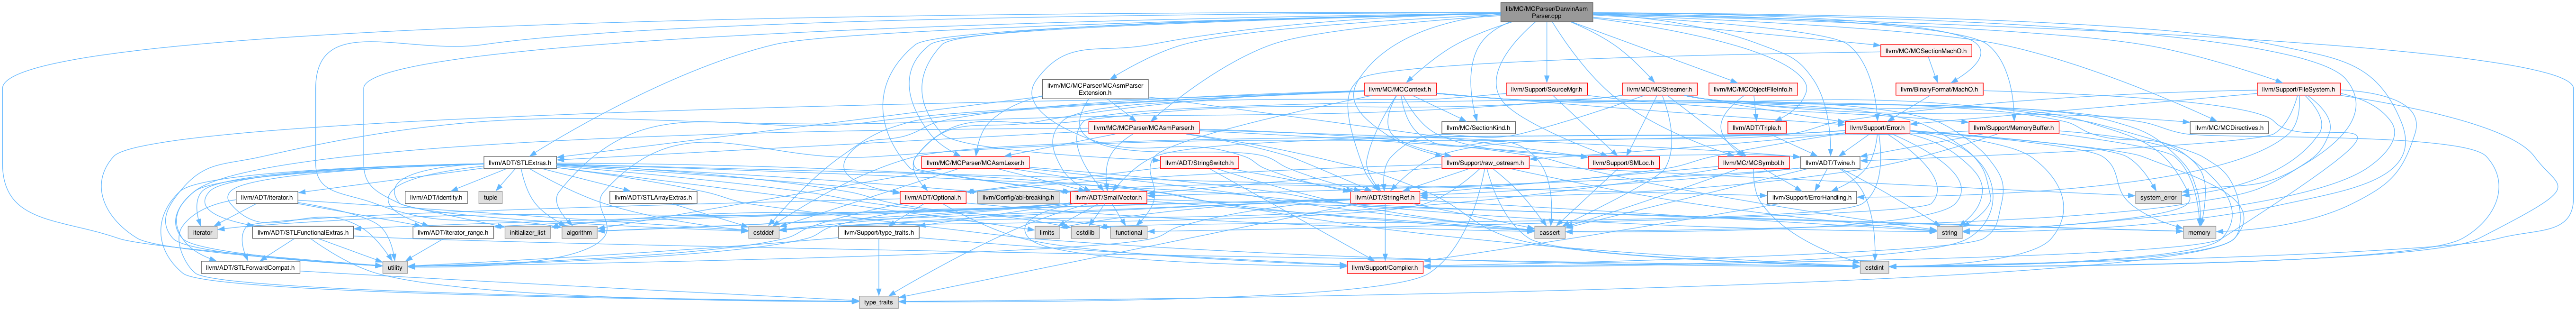 lib/MC/MCParser/DarwinAsm
Parser.cpp
llvm/MC/MCSectionMachO.h
llvm/MC/MCParser/MCAsmParser
Extension.h
llvm/MC/MCContext.h
llvm/Support/SourceMgr.h
llvm/MC/MCStreamer.h
llvm/MC/MCObjectFileInfo.h
llvm/BinaryFormat/MachO.h
llvm/Support/FileSystem.h
llvm/MC/MCParser/MCAsmParser.h
llvm/MC/SectionKind.h
llvm/ADT/Triple.h
llvm/Support/Error.h
llvm/Support/MemoryBuffer.h
llvm/MC/MCDirectives.h
llvm/ADT/STLExtras.h
llvm/MC/MCParser/MCAsmLexer.h
llvm/ADT/StringSwitch.h
llvm/Support/raw_ostream.h
llvm/Support/SMLoc.h
llvm/MC/MCSymbol.h
llvm/ADT/Twine.h
llvm/ADT/iterator.h
llvm/ADT/identity.h
tuple
llvm/ADT/STLArrayExtras.h
llvm/ADT/Optional.h
llvm/Config/abi-breaking.h
llvm/ADT/SmallVector.h
llvm/ADT/StringRef.h
llvm/Support/ErrorHandling.h
system_error
iterator
llvm/ADT/STLFunctionalExtras.h
llvm/ADT/iterator_range.h
initializer_list
algorithm
cstddef
llvm/Support/type_traits.h
limits
cstdlib
functional
cassert
string
memory
llvm/ADT/STLForwardCompat.h
utility
llvm/Support/Compiler.h
cstdint
type_traits